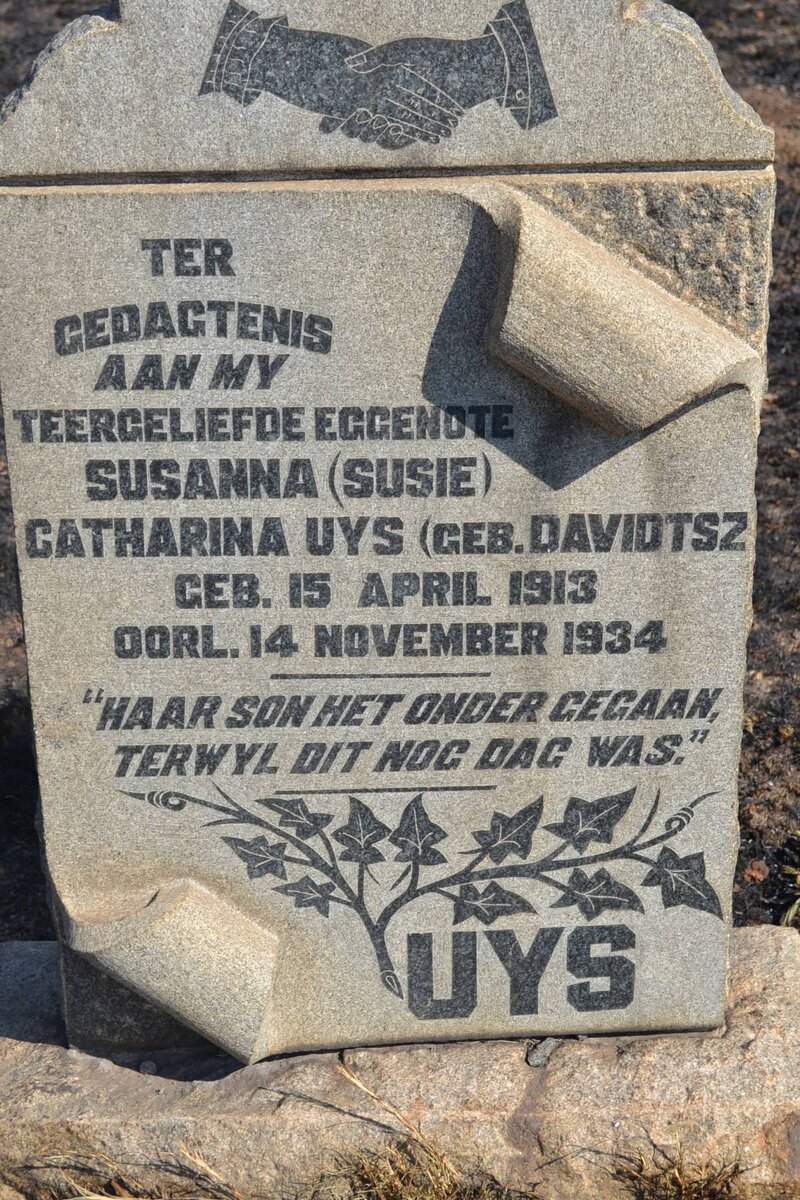 TER
GEDAGTENIS
AAN MY
TEERGELIEFDE EGGENOTE
SUSANNA (SUSIE)
CATHARINA UYS (GEB. DAVIDTSZ
GEB. 15 APRIL 1913
OORL. 14 NOVEMBER 1934
"HAAR SON HET ONDER GEGAAN,
TERWYL DIT NOG DAG WAS."
UYS